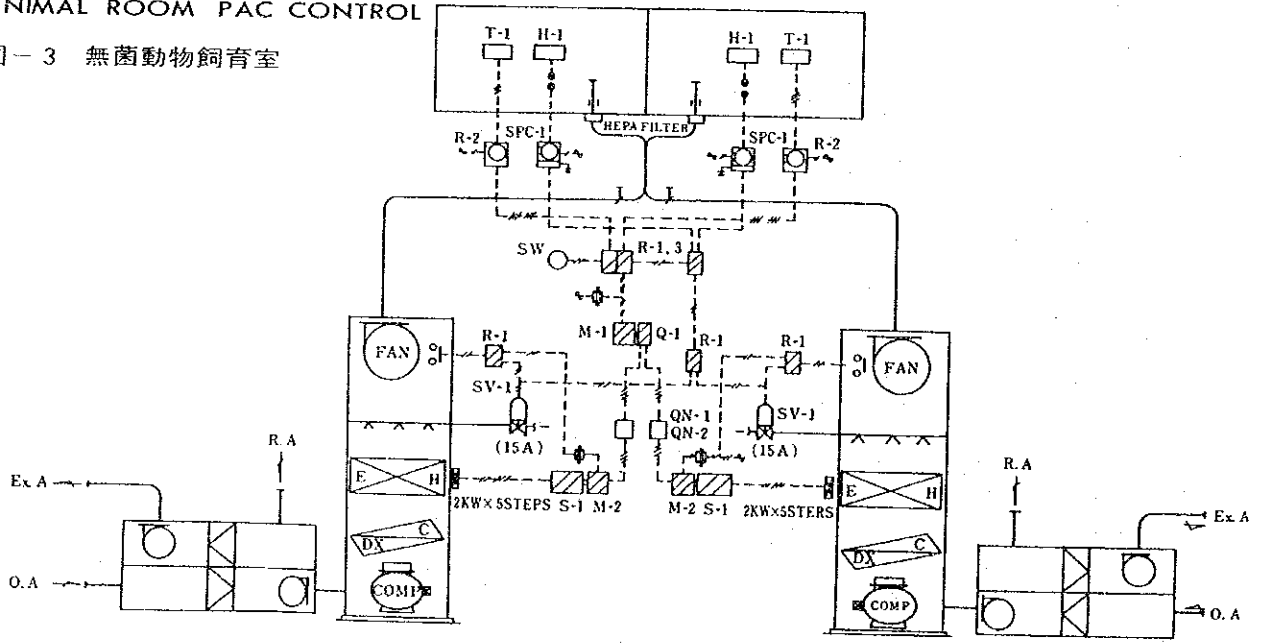 NIMAL ROOM PAC CONTROL
図-3 無菌動物飼育室
T-1 H-1 H-1 T-1
HEPA FILTER
R-2 SPC-1 SPC-1 R-2
SW R-1, 3
M-1 Q-1
FAN R-1 R-1 R-1 FAN
SV-1 SV-1
QN-1
QN-2
(15A) (15A)
R.A R.A
E H E H
Ex.A Ex.A
2KW×5STEPS S-1 M-2 M-2 S-1 2KW×5STERS
DX C DX C
O.A COMP COMP O.A